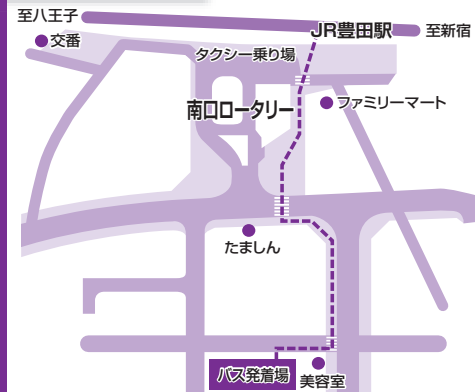 至八王子
JR豊田駅
至新宿
交番
タクシー乗り場
南口ロータリー
ファミリーマート
たましん
バス発着場
美容室